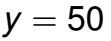 y = 50